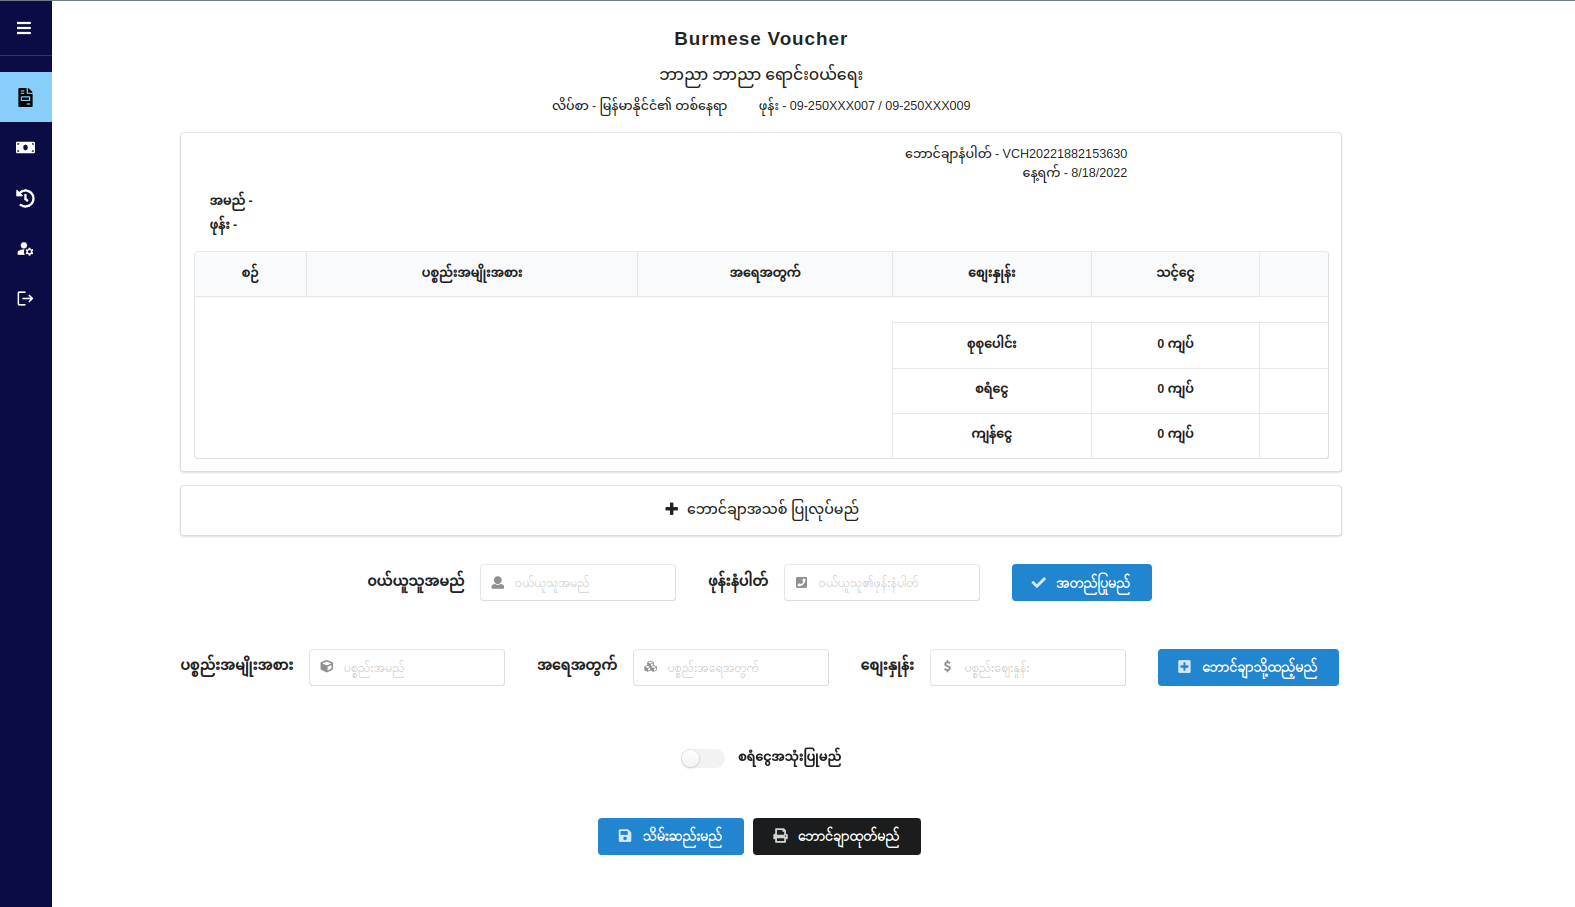 Burmese Voucher
ဘာညာ ဘာညာ ရောင်းဝယ်ရေး
လိပ်စာ - မြန်မာနိုင်ငံ၏ တစ်နေရာ ဖုန်း - 09-250XXX007 / 09-250XXX009
ဘောင်ချာနံပါတ် - VCH20221882153630
နေ့ရက် - 8/18/2022
အမည် -
ဖုန်း -
စဉ် ပစ္စည်းအမျိုးအစား အရေအတွက် ဈေးနှုန်း သင့်ငွေ
စုစုပေါင်း 0 ကျပ်
စရံငွေ 0 ကျပ်
ကျန်ငွေ 0 ကျပ်
ဘောင်ချာအသစ် ပြုလုပ်မည်
ဝယ်ယူသူအမည် ဝယ်ယူသူအမည် ဖုန်းနံပါတ် ဝယ်ယူသူ၏ဖုန်းနံပါတ် အတည်ပြုမည်
ပစ္စည်းအမျိုးအစား ပစ္စည်းအမည် အရေအတွက် ပစ္စည်းအရေအတွက် ဈေးနှုန်း ပစ္စည်းဈေးနှုန်း ဘောင်ချာသို့ထည့်မည်
စရံငွေအသုံးပြုမည်
သိမ်းဆည်းမည် ဘောင်ချာထုတ်မည်